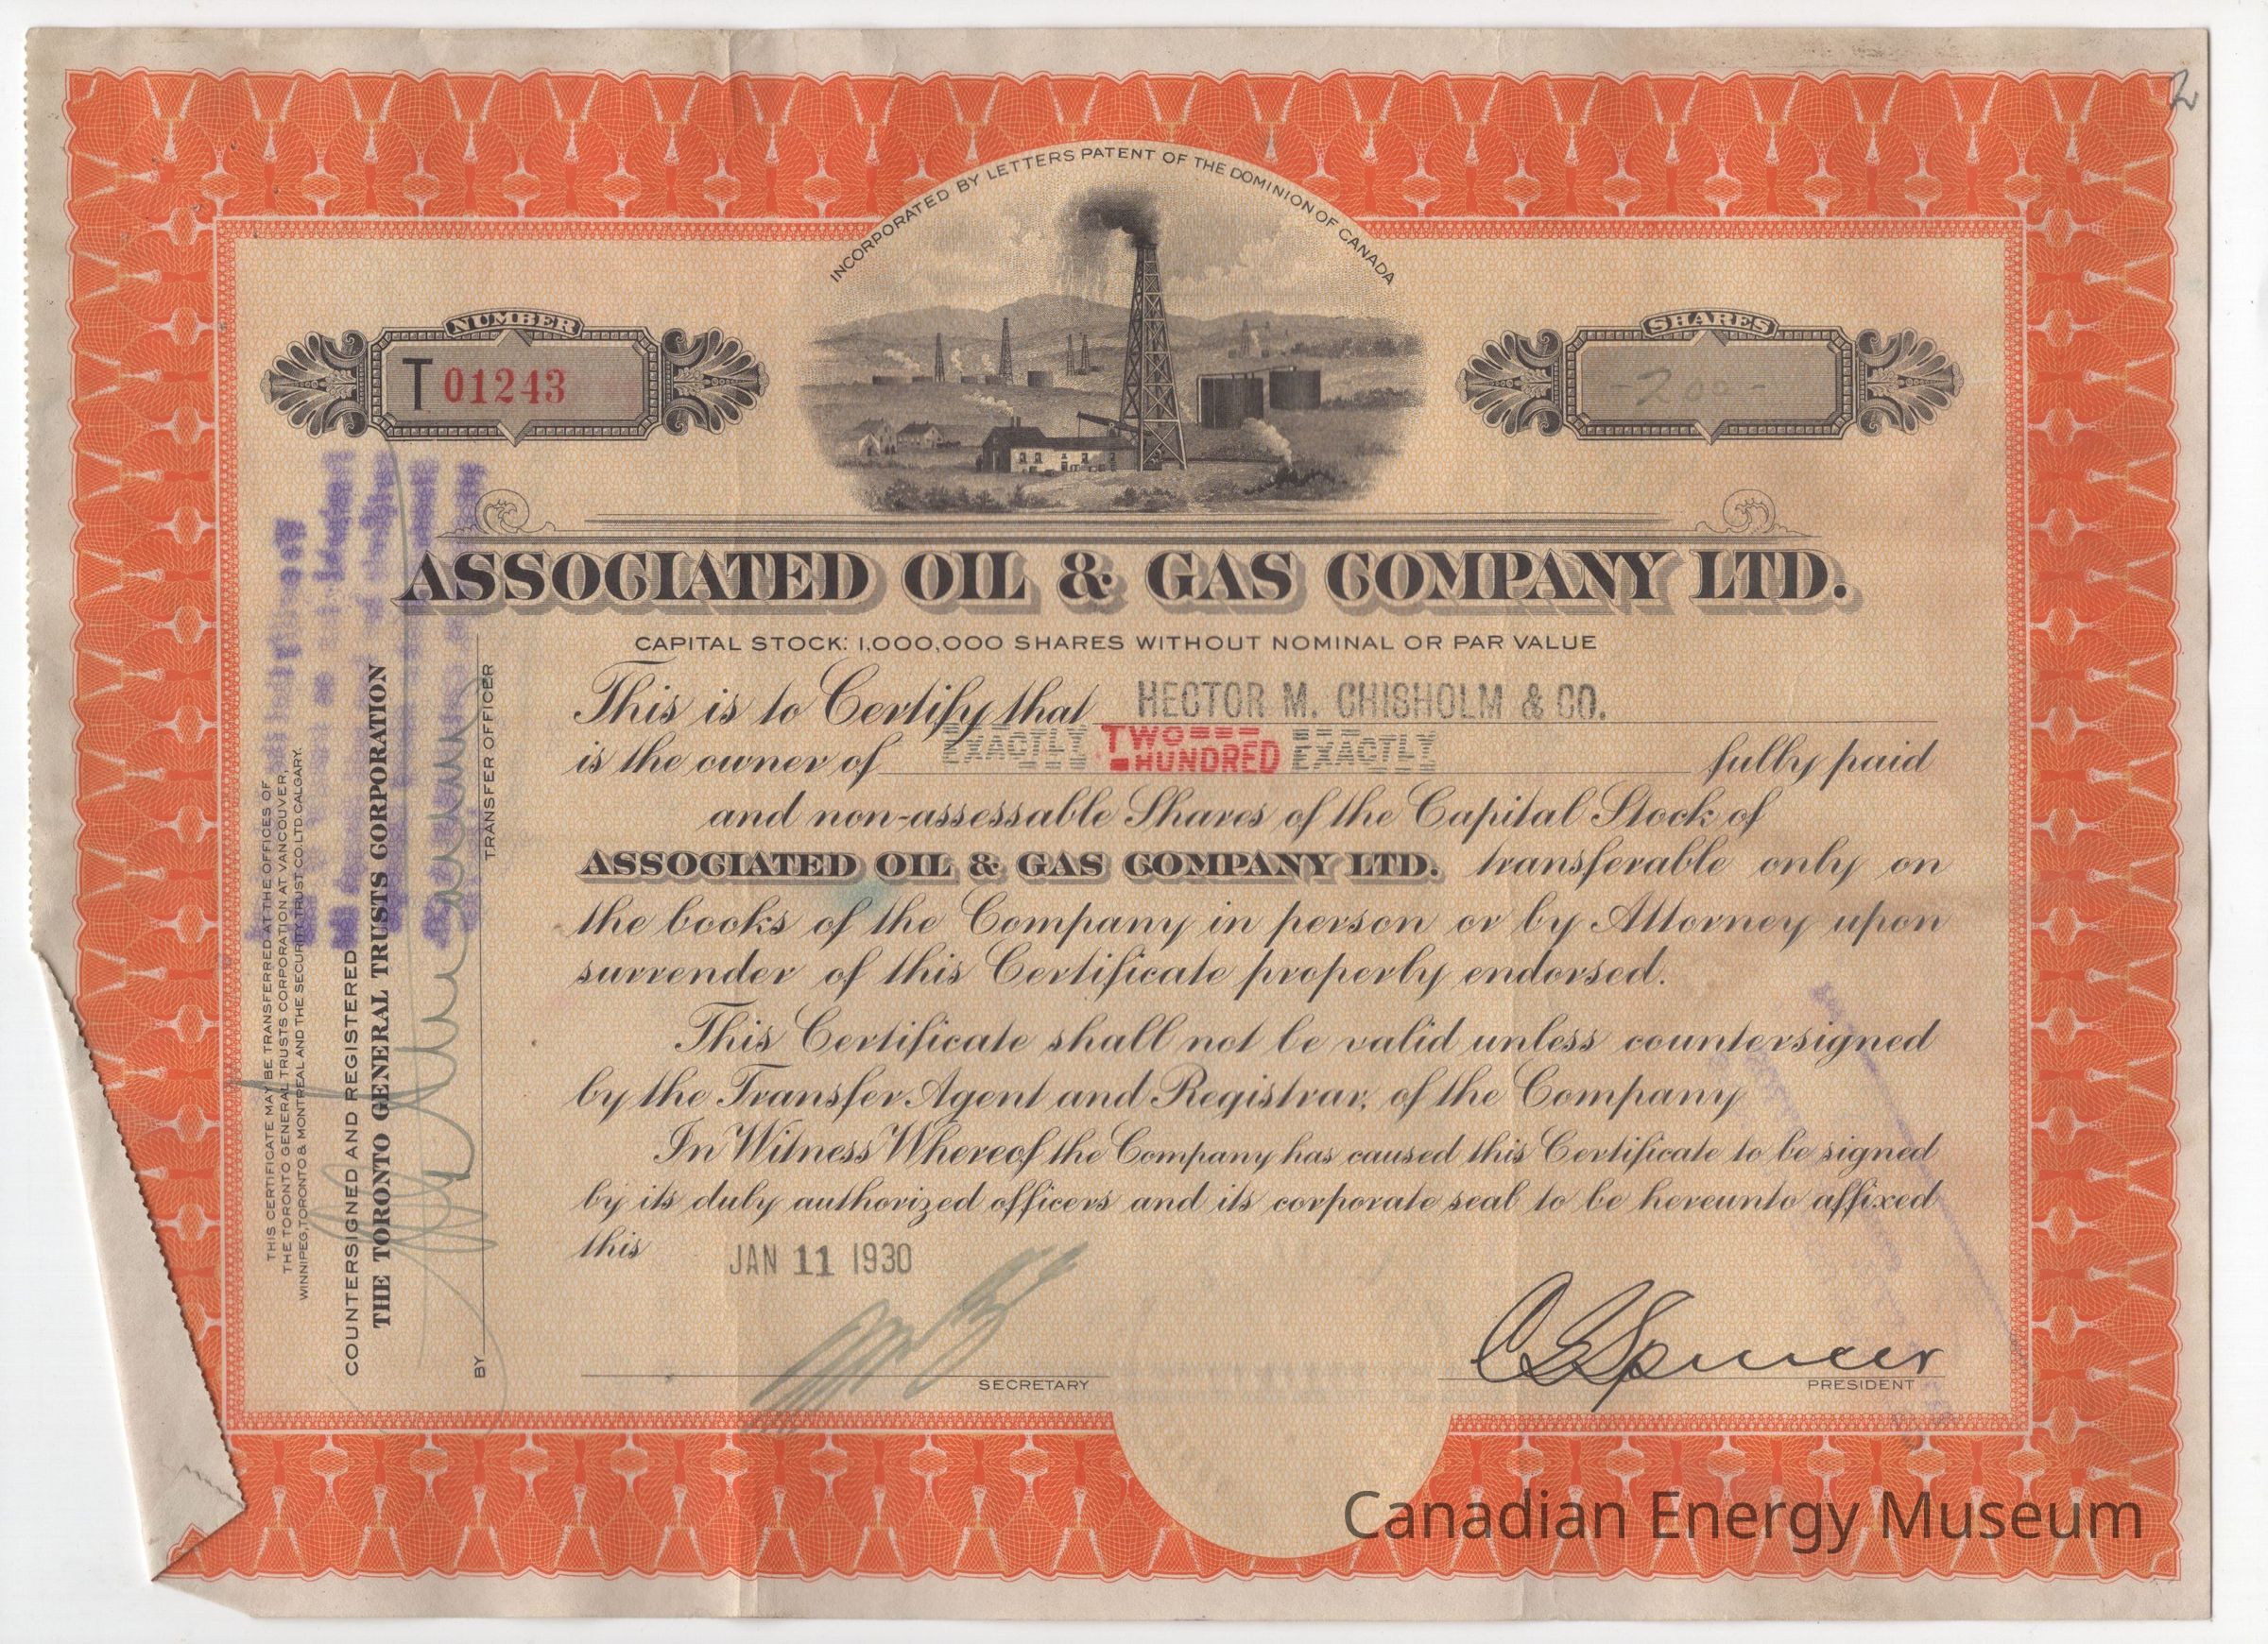 2
INCORPORATED BY LETTERS PATENT OF THE DOMINION OF CANADA
NUMBER
T 01243
SHARES
-200-
ASSOCIATED OIL & GAS COMPANY LTD.
CAPITAL STOCK: 1,000,000 SHARES WITHOUT NOMINAL OR PAR VALUE
This is to Certify that HECTOR M. CHISHOLM & CO.
is the owner of EXACTLY TWO HUNDRED EXACTLY fully paid
and non-assessable Shares of the Capital Stock of
ASSOCIATED OIL & GAS COMPANY LTD. transferable only on
the books of the Company in person or by Attorney upon
surrender of this Certificate properly endorsed.
This Certificate shall not be valid unless countersigned
by the Transfer Agent and Registrar, of the Company
In Witness Whereof the Company has caused this Certificate to be signed
by its duly authorized officers and its corporate seal to be hereunto affixed
this JAN 11 1930
SECRETARY
C Spencer
PRESIDENT
THIS CERTIFICATE MAY BE TRANSFERRED AT THE OFFICES OF
THE TORONTO GENERAL TRUSTS CORPORATION AT VANCOUVER,
WINNIPEG, TORONTO & MONTREAL AND THE SECURITY TRUST CO. LTD. CALGARY.
COUNTERSIGNED AND REGISTERED
THE TORONTO GENERAL TRUSTS CORPORATION
BY
TRANSFER OFFICER
Canadian Energy Museum